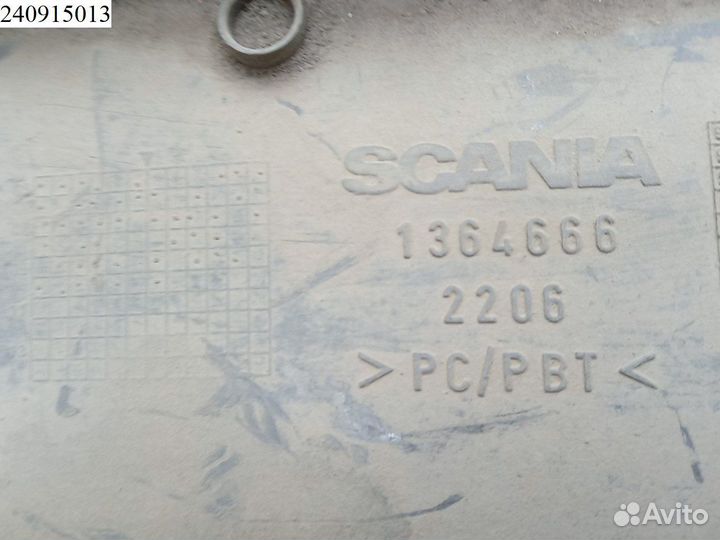 240915013
SCANIA
1364666
2206
>PC/PBT<
Avito